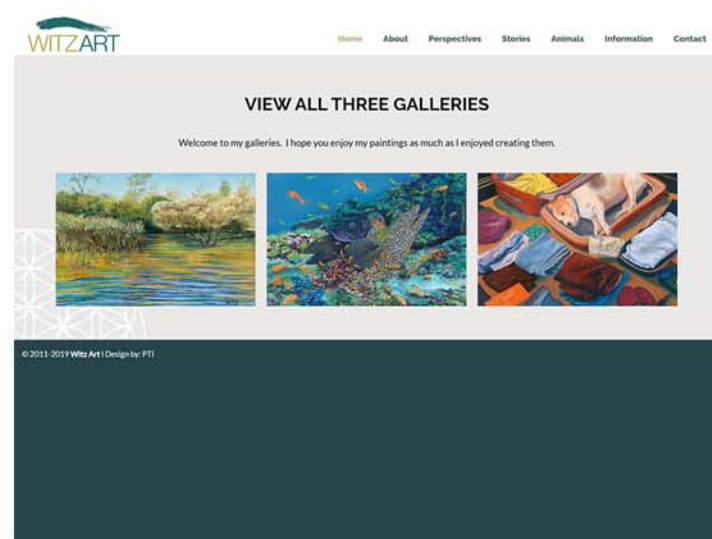 WITZART
Home About Perspectives Stories Animals Information Contact
VIEW ALL THREE GALLERIES
Welcome to my galleries. I hope you enjoy my paintings as much as I enjoyed creating them.
© 2011-2019 Witz Art I Design by: PTI